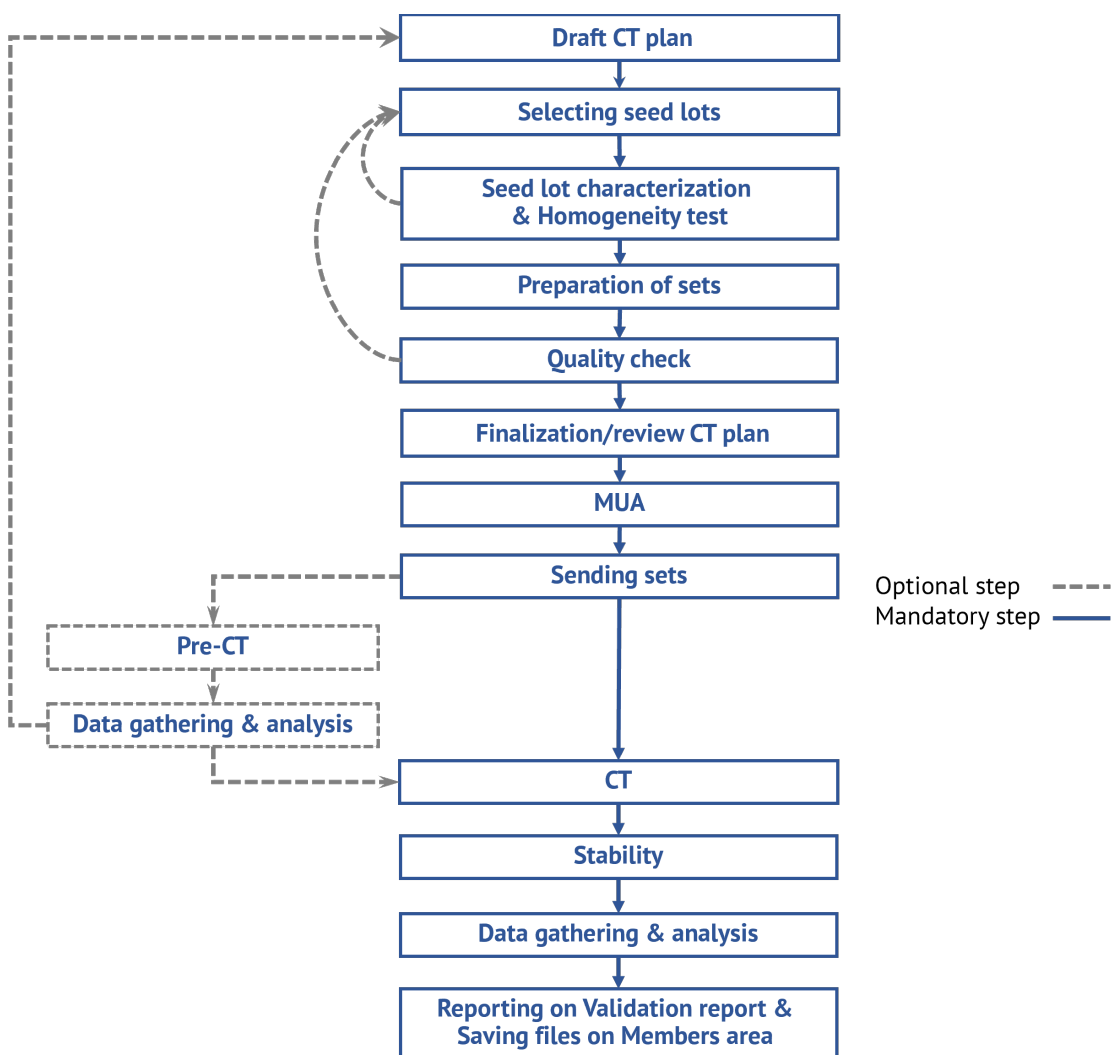 Draft CT plan
Selecting seed lots
Seed lot characterization
& Homogeneity test
Preparation of sets
Quality check
Finalization/review CT plan
MUA
Sending sets
Optional step
Mandatory step
Pre-CT
Data gathering & analysis
CT
Stability
Data gathering & analysis
Reporting on Validation report &
Saving files on Members area